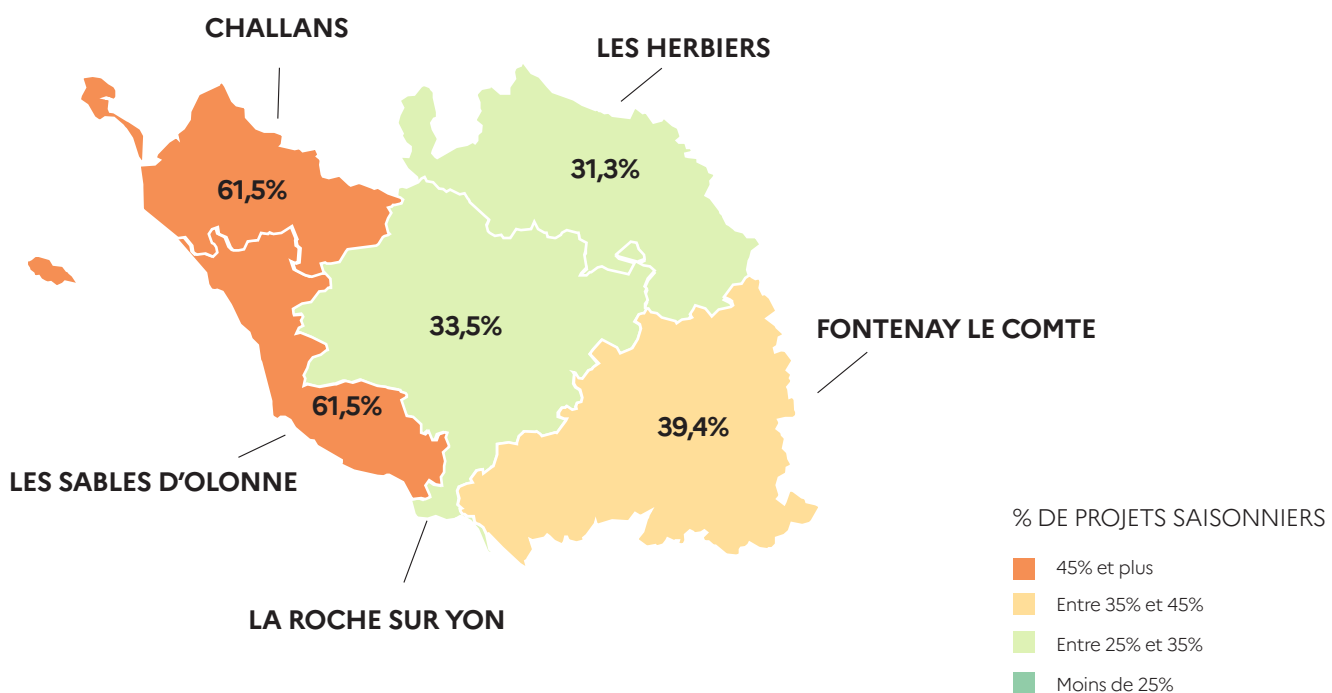 CHALLANS
LES HERBIERS
31,3%
61,5%
33,5%
FONTENAY LE COMTE
61,5%
39,4%
LES SABLES D'OLONNE
LA ROCHE SUR YON
% DE PROJETS SAISONNIERS
45% et plus
Entre 35% et 45%
Entre 25% et 35%
Moins de 25%